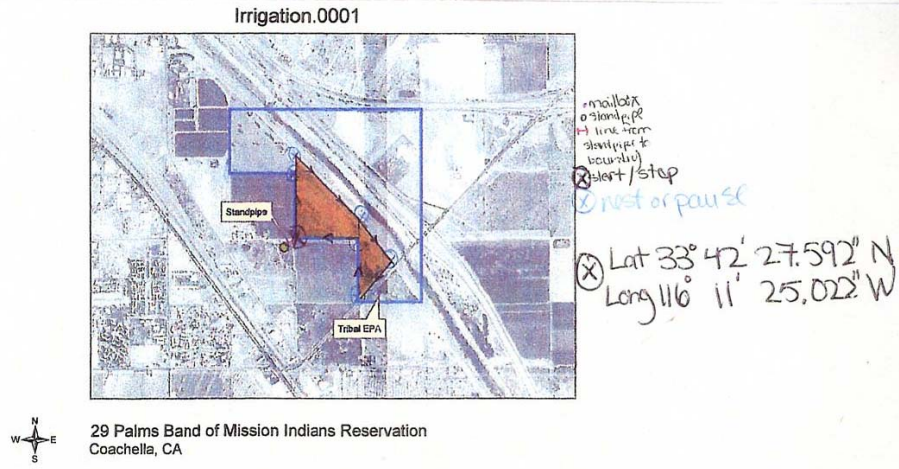 Irrigation.0001
Standpipe
Tribal EPA
mailbox
standpipe
line from
standpipe to
boundary
start / stop
rest or pause
Lat 33° 42' 27.592" N
Long 116° 11' 25.022" W
N
W E
S
29 Palms Band of Mission Indians Reservation
Coachella, CA